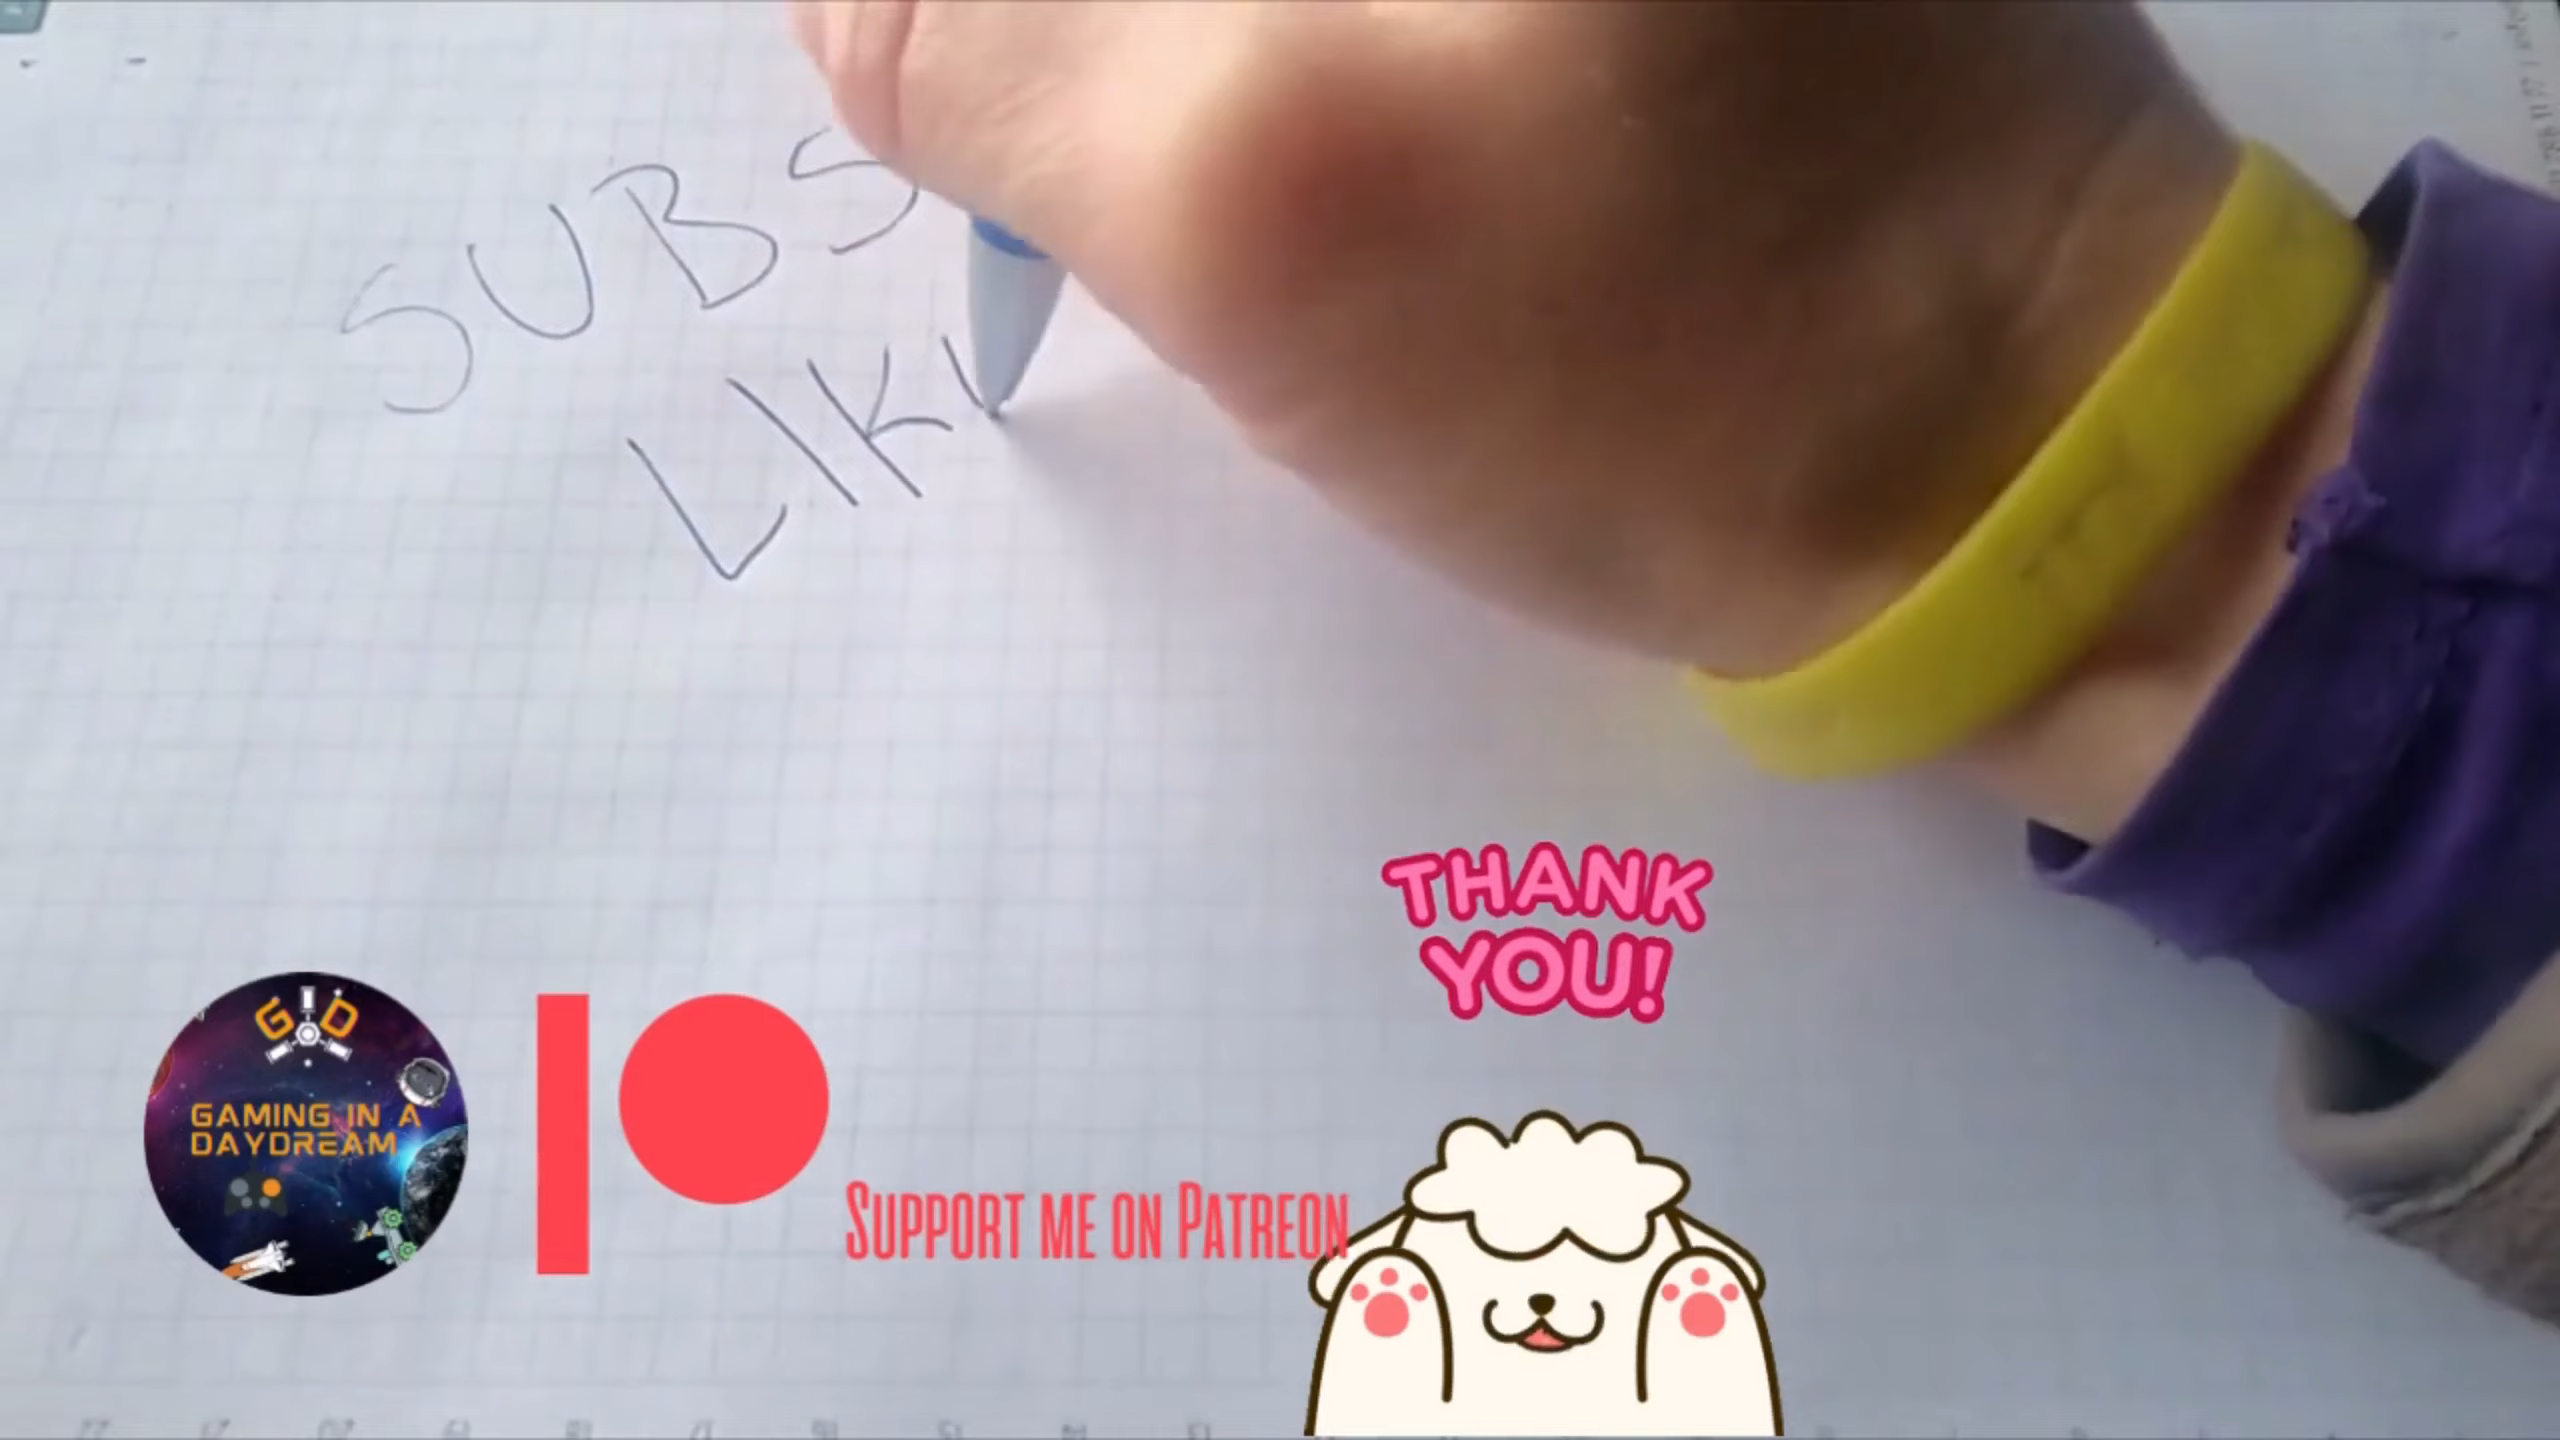 SUBS
LIK
THANK
YOU!
G D
GAMING IN A
DAYDREAM
SUPPORT ME ON PATREON